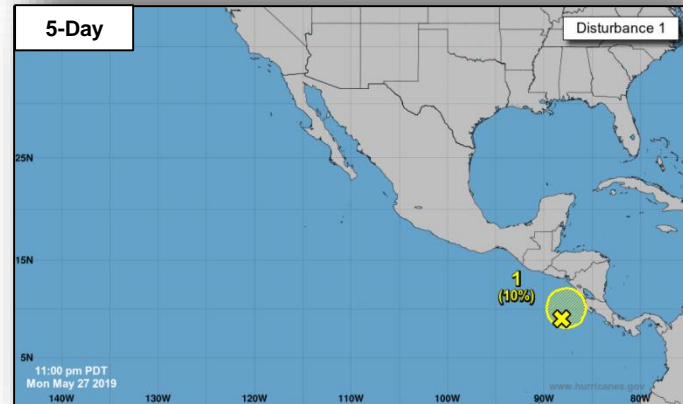 5-Day
Disturbance 1
25N
15N
1
(10%)
5N
11:00 pm PDT
Mon May 27 2019
www.hurricanes.gov
140W
130W
120W
110W
100W
90W
80W